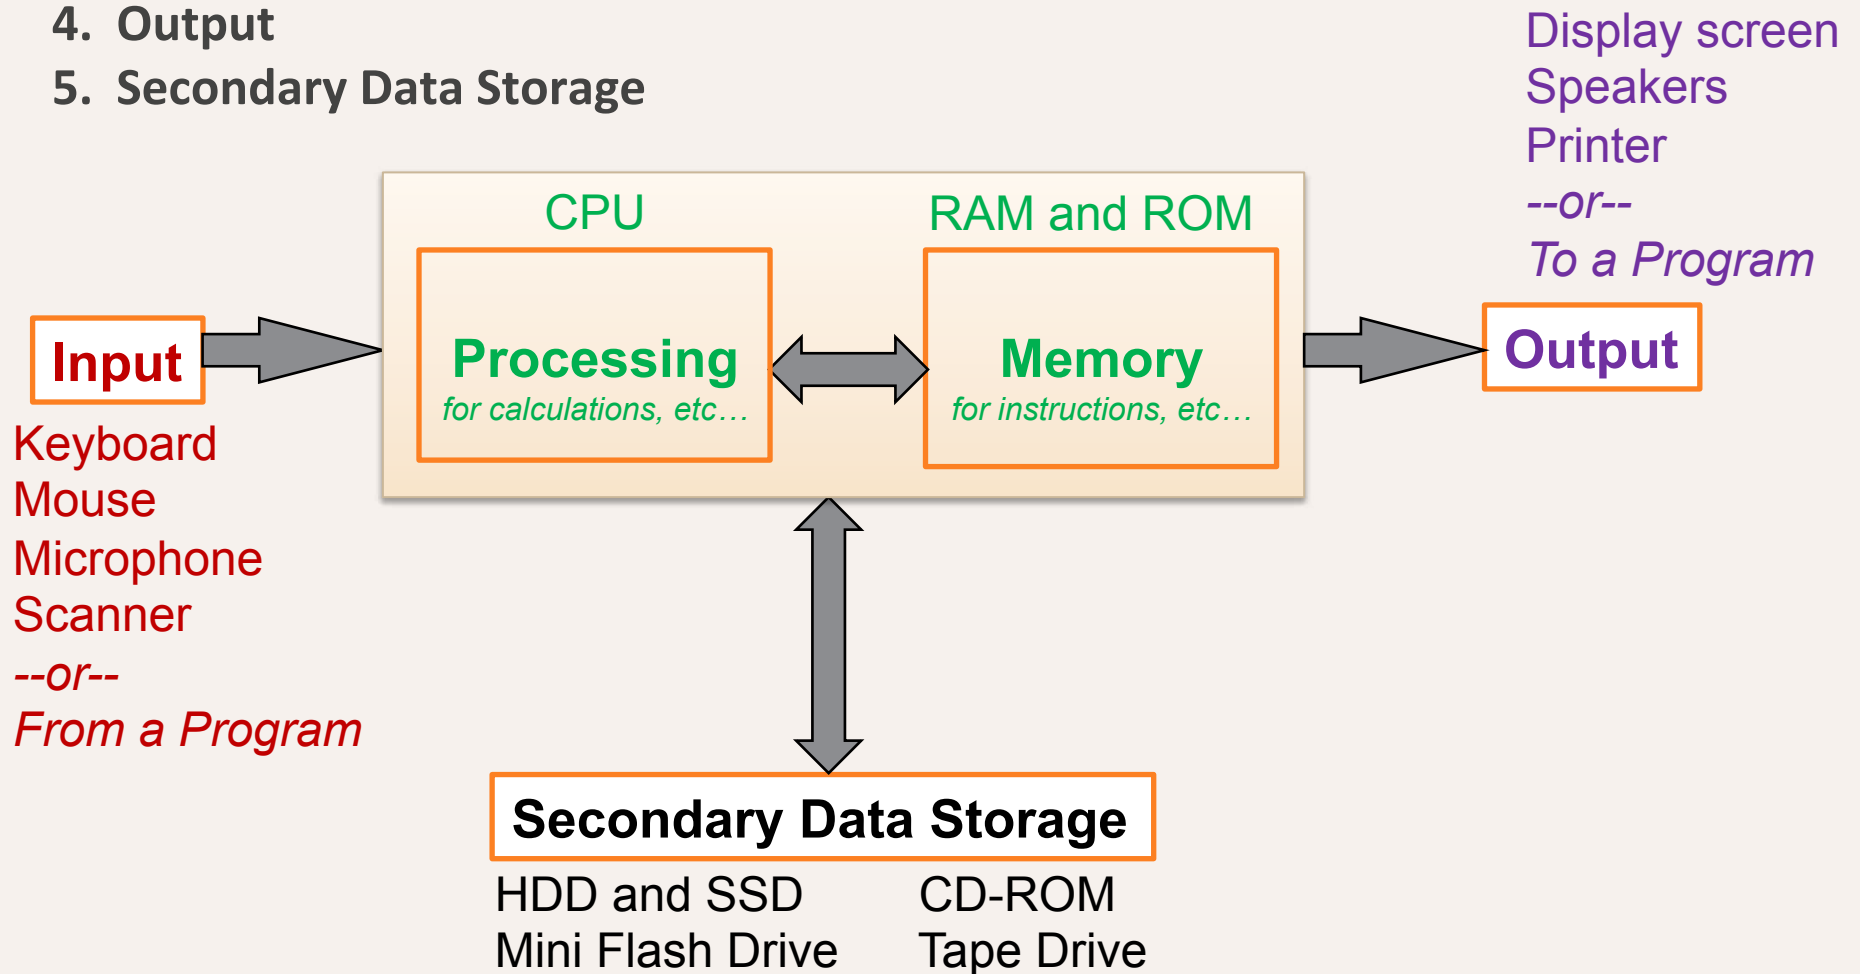 4. Output
5. Secondary Data Storage
Display screen
Speakers
Printer
--or--
To a Program
CPU
RAM and ROM
Input
Processing
for calculations, etc…
Memory
for instructions, etc…
Output
Keyboard
Mouse
Microphone
Scanner
--or--
From a Program
Secondary Data Storage
HDD and SSD
CD-ROM
Mini Flash Drive
Tape Drive